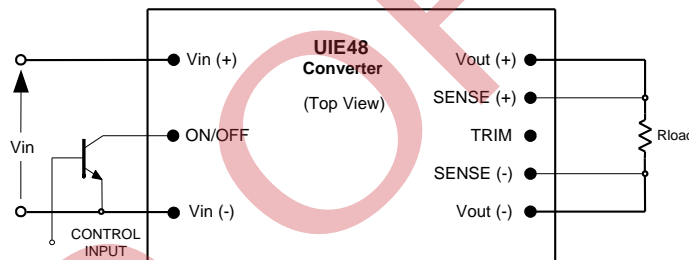 UIE48
Converter
(Top View)
Vin (+)
Vout (+)
SENSE (+)
ON/OFF
TRIM
Rload
Vin
SENSE (-)
Vin (-)
Vout (-)
CONTROL
INPUT